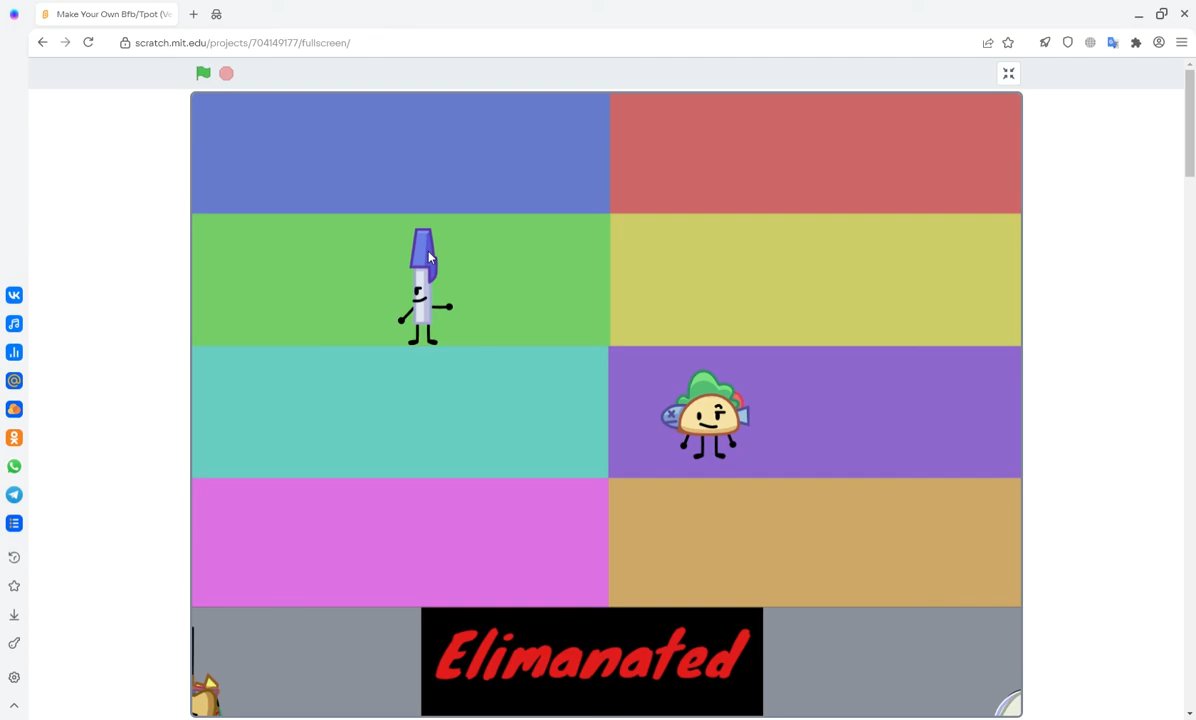 Make Your Own Bfb/Tpot (Ve
scratch.mit.edu/projects/704149177/fullscreen/
Elimanated